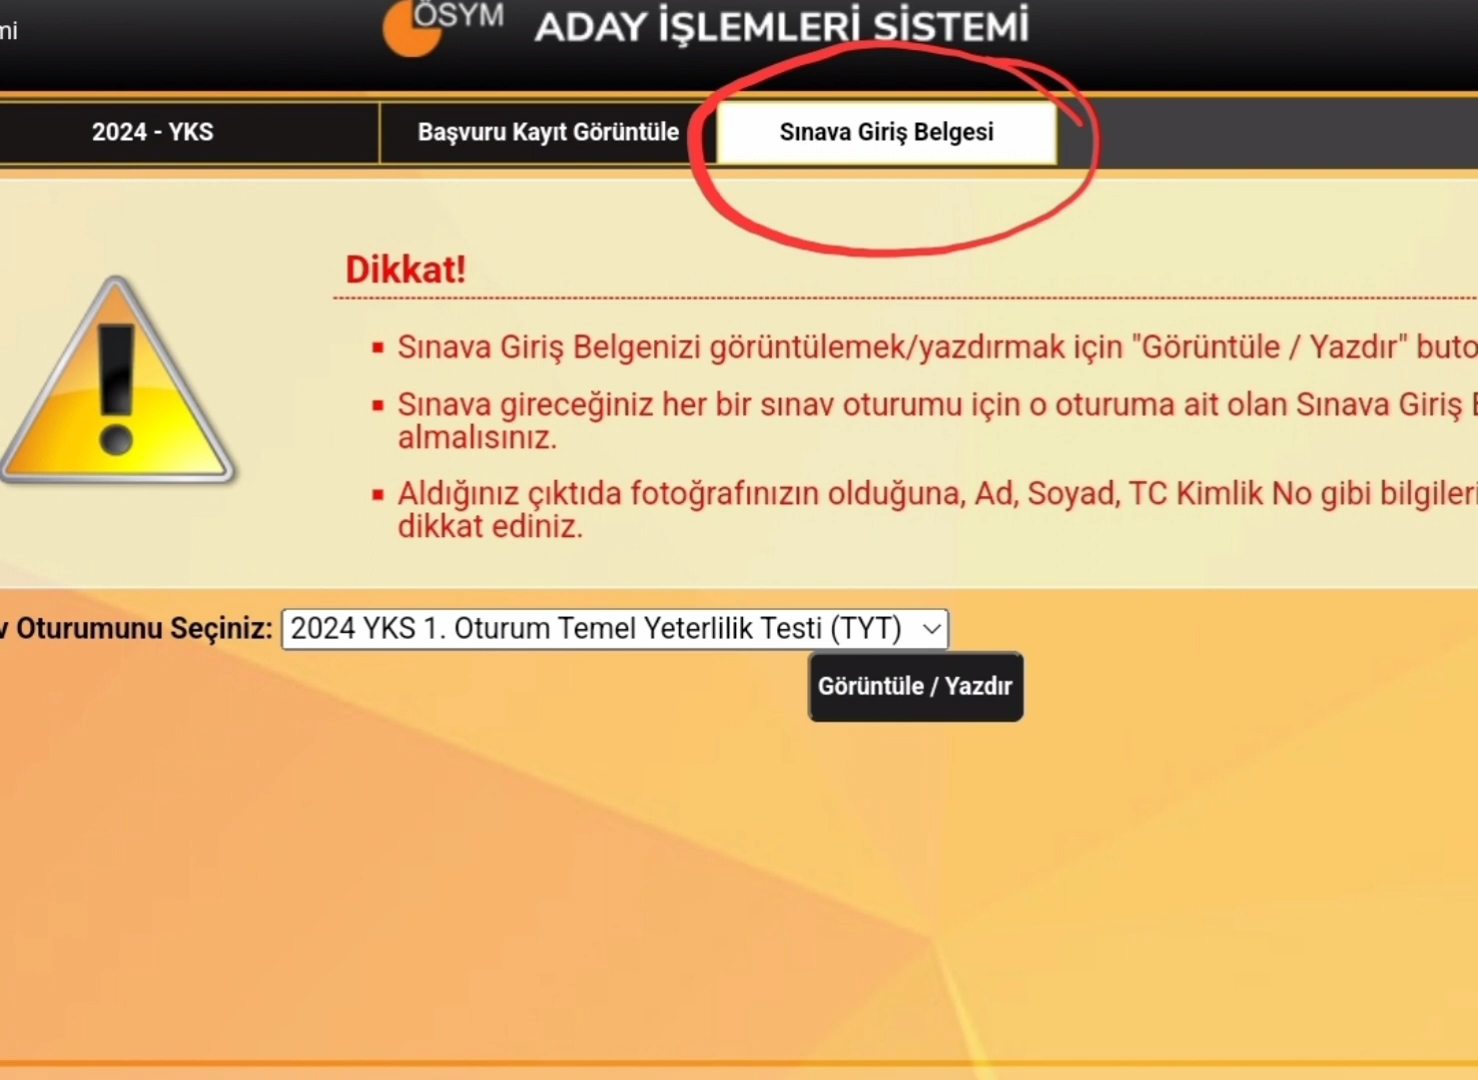 mi
ÖSYM
ADAY İŞLEMLERİ SİSTEMİ
2024 - YKS
Başvuru Kayıt Görüntüle
Sınava Giriş Belgesi
Dikkat!
Sınava Giriş Belgenizi görüntülemek/yazdırmak için "Görüntüle / Yazdır" buto
Sınava gireceğiniz her bir sınav oturumu için o oturuma ait olan Sınava Giriş
almalısınız.
Aldığınız çıktıda fotoğrafınızın olduğuna, Ad, Soyad, TC Kimlik No gibi bilgileri
dikkat ediniz.
v Oturumunu Seçiniz:
2024 YKS 1. Oturum Temel Yeterlilik Testi (TYT)
Görüntüle / Yazdır